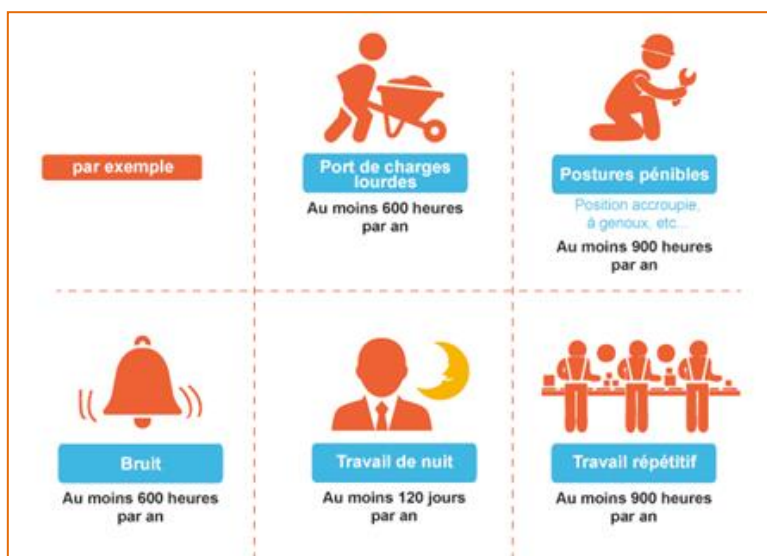 par exemple
Port de charges
lourdes
Au moins 600 heures
par an
Postures pénibles
Position accroupie,
à genoux, etc...
Au moins 900 heures
par an
Bruit
Au moins 600 heures
par an
Travail de nuit
Au moins 120 jours
par an
Travail répétitif
Au moins 900 heures
par an